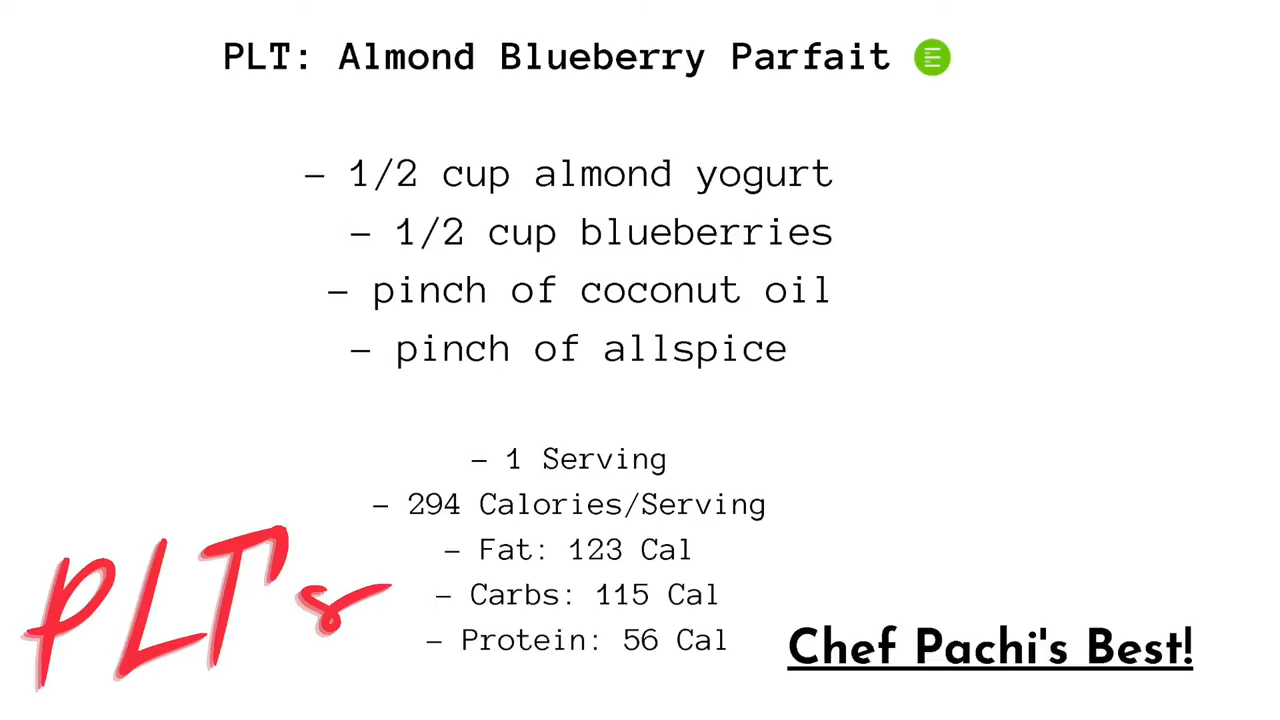 PLT: Almond Blueberry Parfait
– 1/2 cup almond yogurt
– 1/2 cup blueberries
– pinch of coconut oil
– pinch of allspice
– 1 Serving
– 294 Calories/Serving
– Fat: 123 Cal
– Carbs: 115 Cal
– Protein: 56 Cal
PLT's
Chef Pachi's Best!